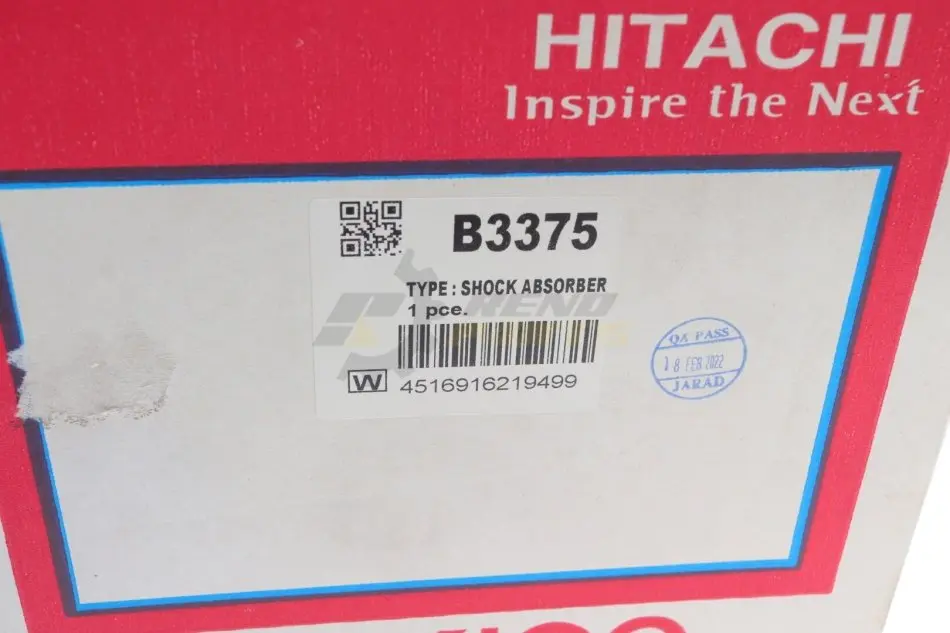 HITACHI
Inspire the Next
B3375
TYPE : SHOCK ABSORBER
1 pce.
W 4516916219499
QA PASS
18 FEB 2022
JARAD